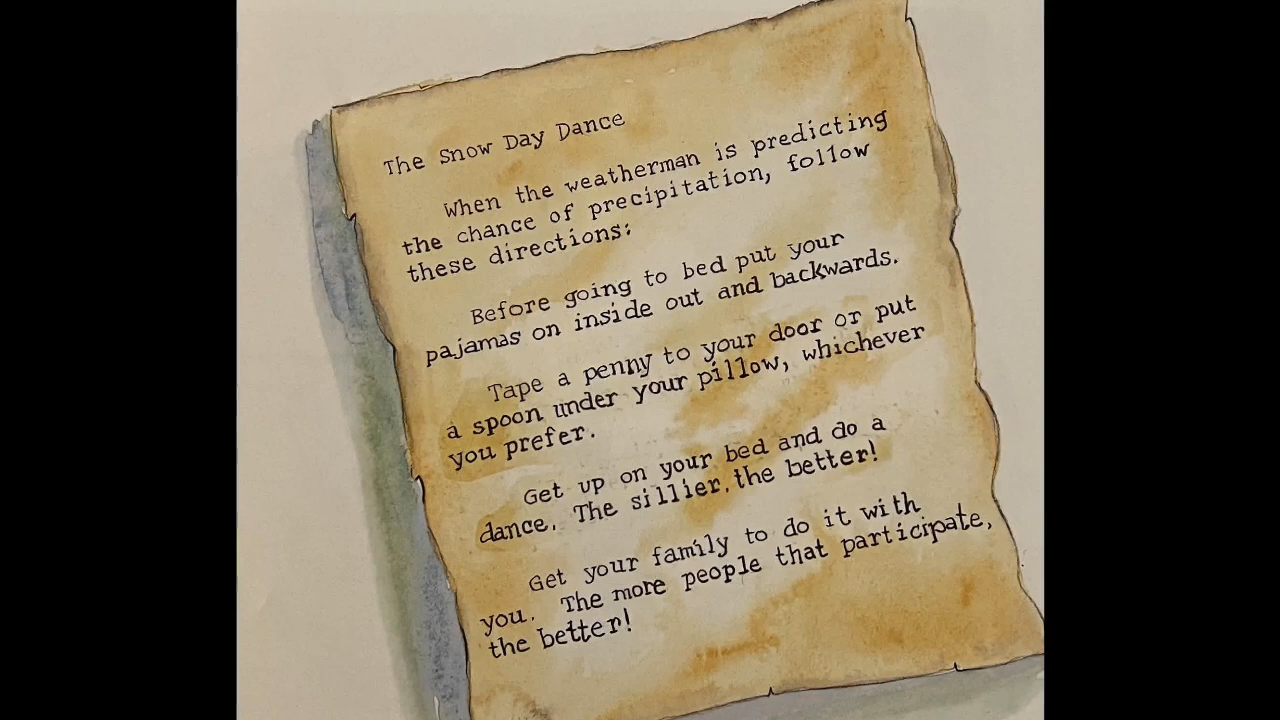 The Snow Day Dance
When the weatherman is predicting
the chance of precipitation, follow
these directions:
Before going to bed put your
pajamas on inside out and backwards.
Tape a penny to your door or put
a spoon under your pillow, whichever
you prefer.
Get up on your bed and do a
dance. The sillier, the better!
Get your family to do it with
you. The more people that participate,
the better!